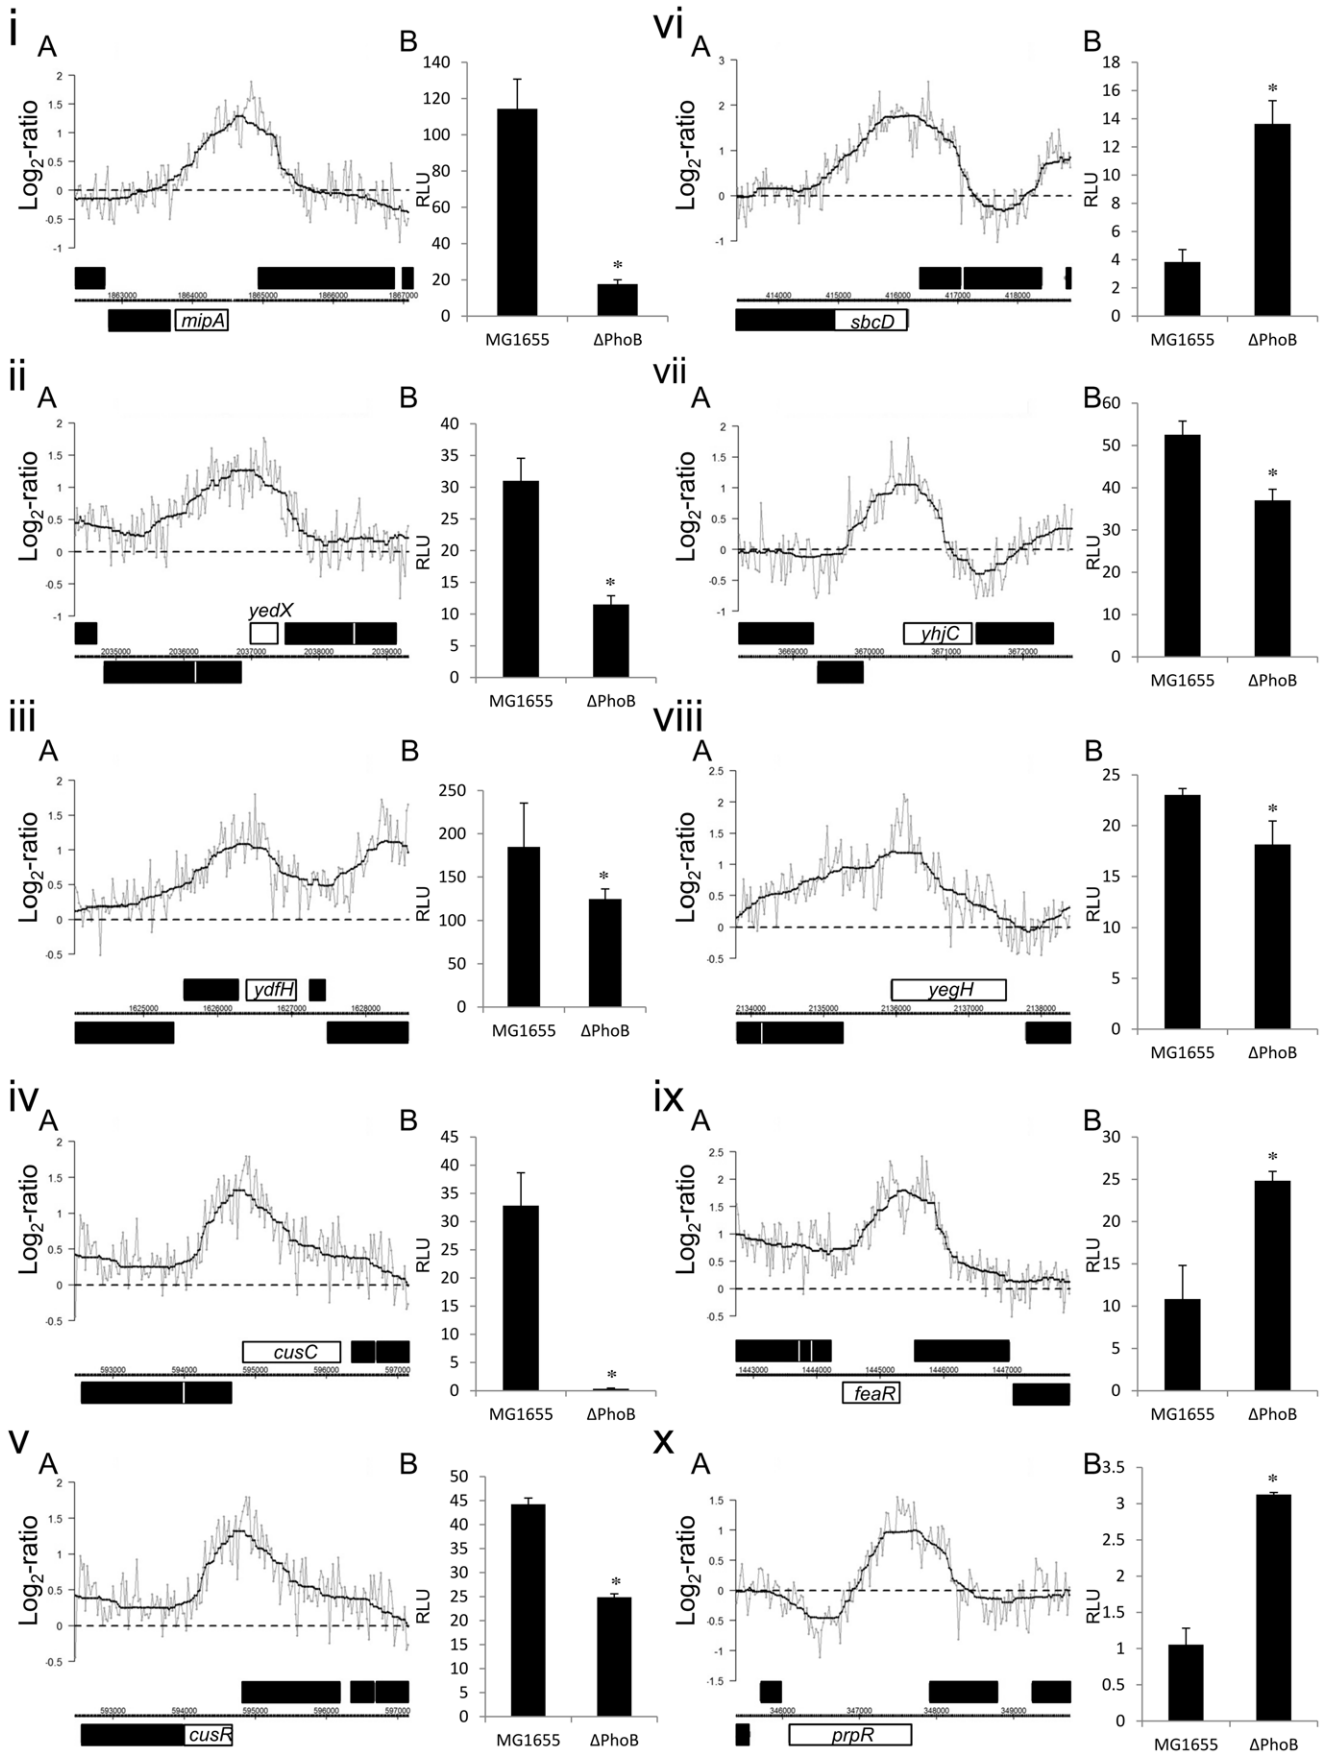 i
A
B
Log2-ratio
2
1.5
1
0.5
0
-0.5
-1
1863000 1864000 1865000 1866000 1867000
mipA
RLU
140
120
100
80
60
40
20
0
*
MG1655 ΔPhoB
vi
A
B
Log2-ratio
3
2
1
0
-1
414000 415000 416000 417000 418000
sbcD
RLU
18
16
14
12
10
8
6
4
2
0
*
MG1655 ΔPhoB
ii
A
B
Log2-ratio
2
1.5
1
0.5
0
-0.5
-1
yedX
2035000 2036000 2037000 2038000 2039000
RLU
40
35
30
25
20
15
10
5
0
*
MG1655 ΔPhoB
vii
A
B
Log2-ratio
2
1.5
1
0.5
0
-0.5
-1
yhjC
3669000 3670000 3671000 3672000
RLU
60
50
40
30
20
10
0
*
MG1655 ΔPhoB
iii
A
B
Log2-ratio
2
1.5
1
0.5
0
-0.5
ydfH
1625000 1626000 1627000 1628000
RLU
250
200
150
100
50
0
*
MG1655 ΔPhoB
viii
A
B
Log2-ratio
2.5
2
1.5
1
0.5
0
-0.5
yegH
2134000 2135000 2136000 2137000 2138000
RLU
25
20
15
10
5
0
*
MG1655 ΔPhoB
iv
A
B
Log2-ratio
2
1.5
1
0.5
0
-0.5
cusC
593000 594000 595000 596000 597000
RLU
45
40
35
30
25
20
15
10
5
0
*
MG1655 ΔPhoB
ix
A
B
Log2-ratio
2.5
2
1.5
1
0.5
0
-0.5
1443000 1444000 1445000 1446000 1447000
feaR
RLU
30
25
20
15
10
5
0
*
MG1655 ΔPhoB
v
A
B
Log2-ratio
2
1.5
1
0.5
0
-0.5
593000 594000 595000 596000 597000
cusR
RLU
50
45
40
35
30
25
20
15
10
5
0
*
MG1655 ΔPhoB
x
A
B
Log2-ratio
1.5
1
0.5
0
-0.5
-1
-1.5
346000 347000 348000 349000
prpR
RLU
3.5
3
2.5
2
1.5
1
0.5
0
*
MG1655 ΔPhoB